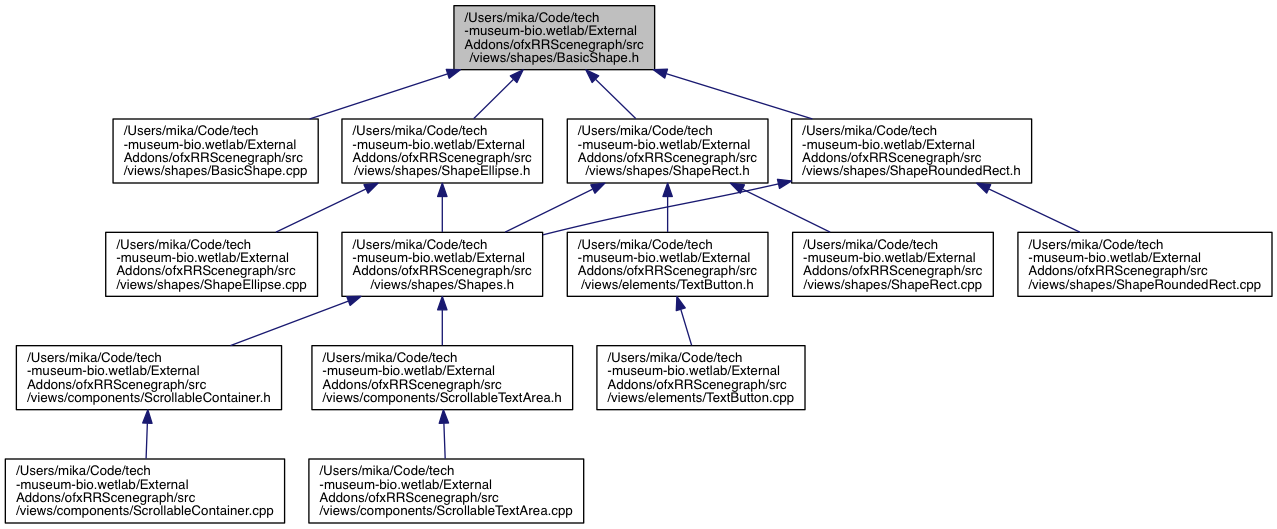 /Users/mika/Code/tech
-museum-bio.wetlab/External
Addons/ofxRRScenegraph/src
/views/shapes/BasicShape.h
/Users/mika/Code/tech
-museum-bio.wetlab/External
Addons/ofxRRScenegraph/src
/views/shapes/BasicShape.cpp
/Users/mika/Code/tech
-museum-bio.wetlab/External
Addons/ofxRRScenegraph/src
/views/shapes/ShapeEllipse.h
/Users/mika/Code/tech
-museum-bio.wetlab/External
Addons/ofxRRScenegraph/src
/views/shapes/ShapeRect.h
/Users/mika/Code/tech
-museum-bio.wetlab/External
Addons/ofxRRScenegraph/src
/views/shapes/ShapeRoundedRect.h
/Users/mika/Code/tech
-museum-bio.wetlab/External
Addons/ofxRRScenegraph/src
/views/shapes/ShapeEllipse.cpp
/Users/mika/Code/tech
-museum-bio.wetlab/External
Addons/ofxRRScenegraph/src
/views/shapes/Shapes.h
/Users/mika/Code/tech
-museum-bio.wetlab/External
Addons/ofxRRScenegraph/src
/views/elements/TextButton.h
/Users/mika/Code/tech
-museum-bio.wetlab/External
Addons/ofxRRScenegraph/src
/views/shapes/ShapeRect.cpp
/Users/mika/Code/tech
-museum-bio.wetlab/External
Addons/ofxRRScenegraph/src
/views/shapes/ShapeRoundedRect.cpp
/Users/mika/Code/tech
-museum-bio.wetlab/External
Addons/ofxRRScenegraph/src
/views/components/ScrollableContainer.h
/Users/mika/Code/tech
-museum-bio.wetlab/External
Addons/ofxRRScenegraph/src
/views/components/ScrollableTextArea.h
/Users/mika/Code/tech
-museum-bio.wetlab/External
Addons/ofxRRScenegraph/src
/views/elements/TextButton.cpp
/Users/mika/Code/tech
-museum-bio.wetlab/External
Addons/ofxRRScenegraph/src
/views/components/ScrollableContainer.cpp
/Users/mika/Code/tech
-museum-bio.wetlab/External
Addons/ofxRRScenegraph/src
/views/components/ScrollableTextArea.cpp